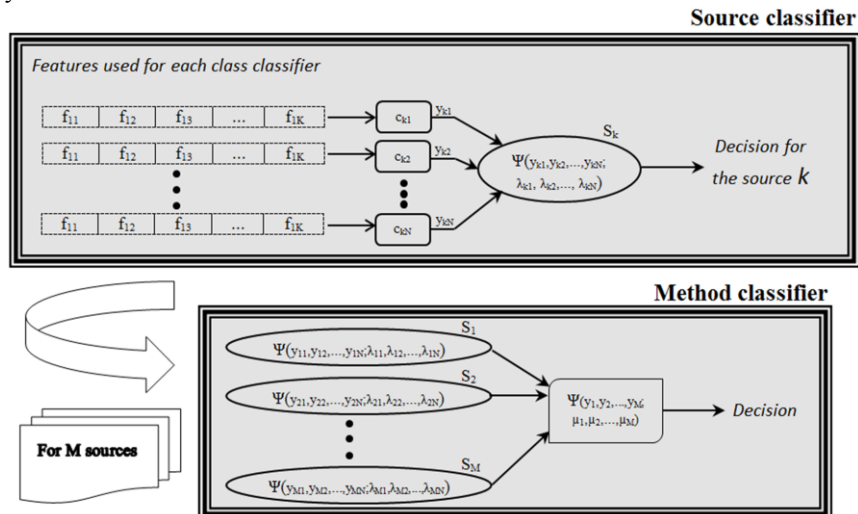 Source classifier
Features used for each class classifier
f11 f12 f13 ... f1K
ck1
yk1
Sk
f11 f12 f13 ... f1K
ck2
yk2
Ψ(yk1,yk2,...,ykN;
λk1, λk2,..., λkN)
Decision for
the source k
f11 f12 f13 ... f1K
ckN
ykN
Method classifier
S1
Ψ(y11,y12,...,y1N;λ11,λ12,...,λ1N)
S2
Ψ(y21,y22,...,y2N;λ21,λ22,...,λ2N)
Ψ(y1,y2,...,yM;
μ1,μ2,...,μM)
Decision
For M sources
SM
Ψ(yM1,yM2,...,yMN;λM1,λM2,...,λMN)